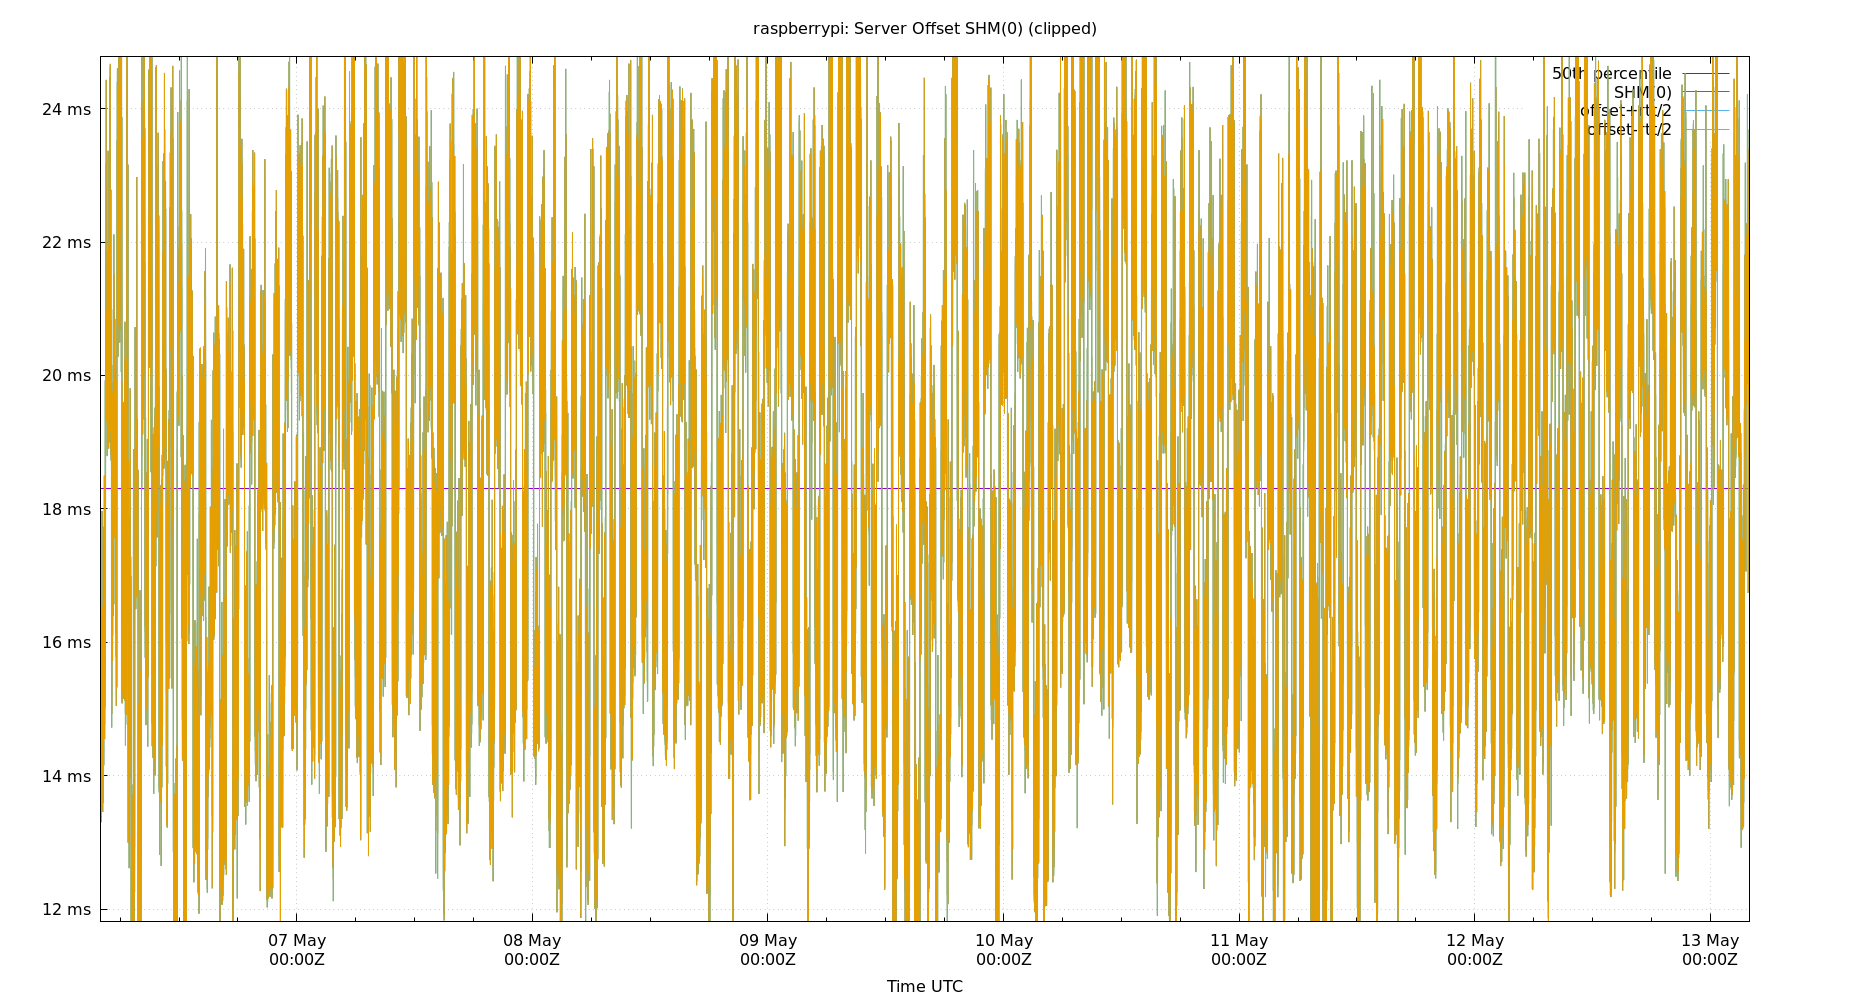 raspberrypi: Server Offset SHM(0) (clipped)
50th percentile
SHM(0)
offset+rtt/2
offset-rtt/2
24 ms
22 ms
20 ms
18 ms
16 ms
14 ms
12 ms
07 May 08 May 09 May 10 May 11 May 12 May 13 May
00:00Z 00:00Z 00:00Z 00:00Z 00:00Z 00:00Z 00:00Z
Time UTC